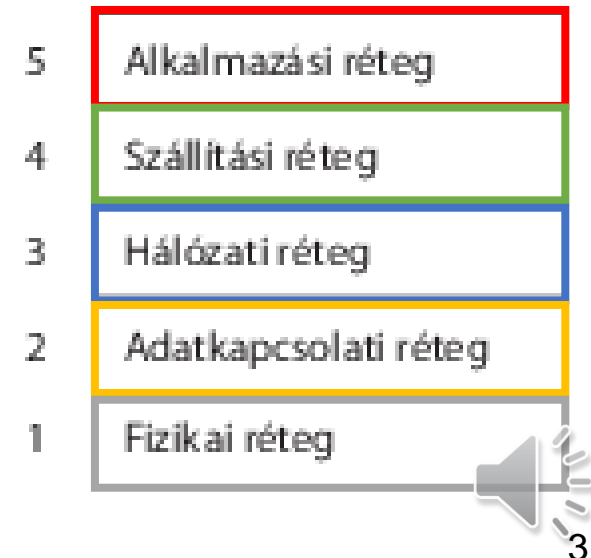 5 Alkalmazási réteg
4 Szállítási réteg
3 Hálózati réteg
2 Adatkapcsolati réteg
1 Fizikai réteg
3